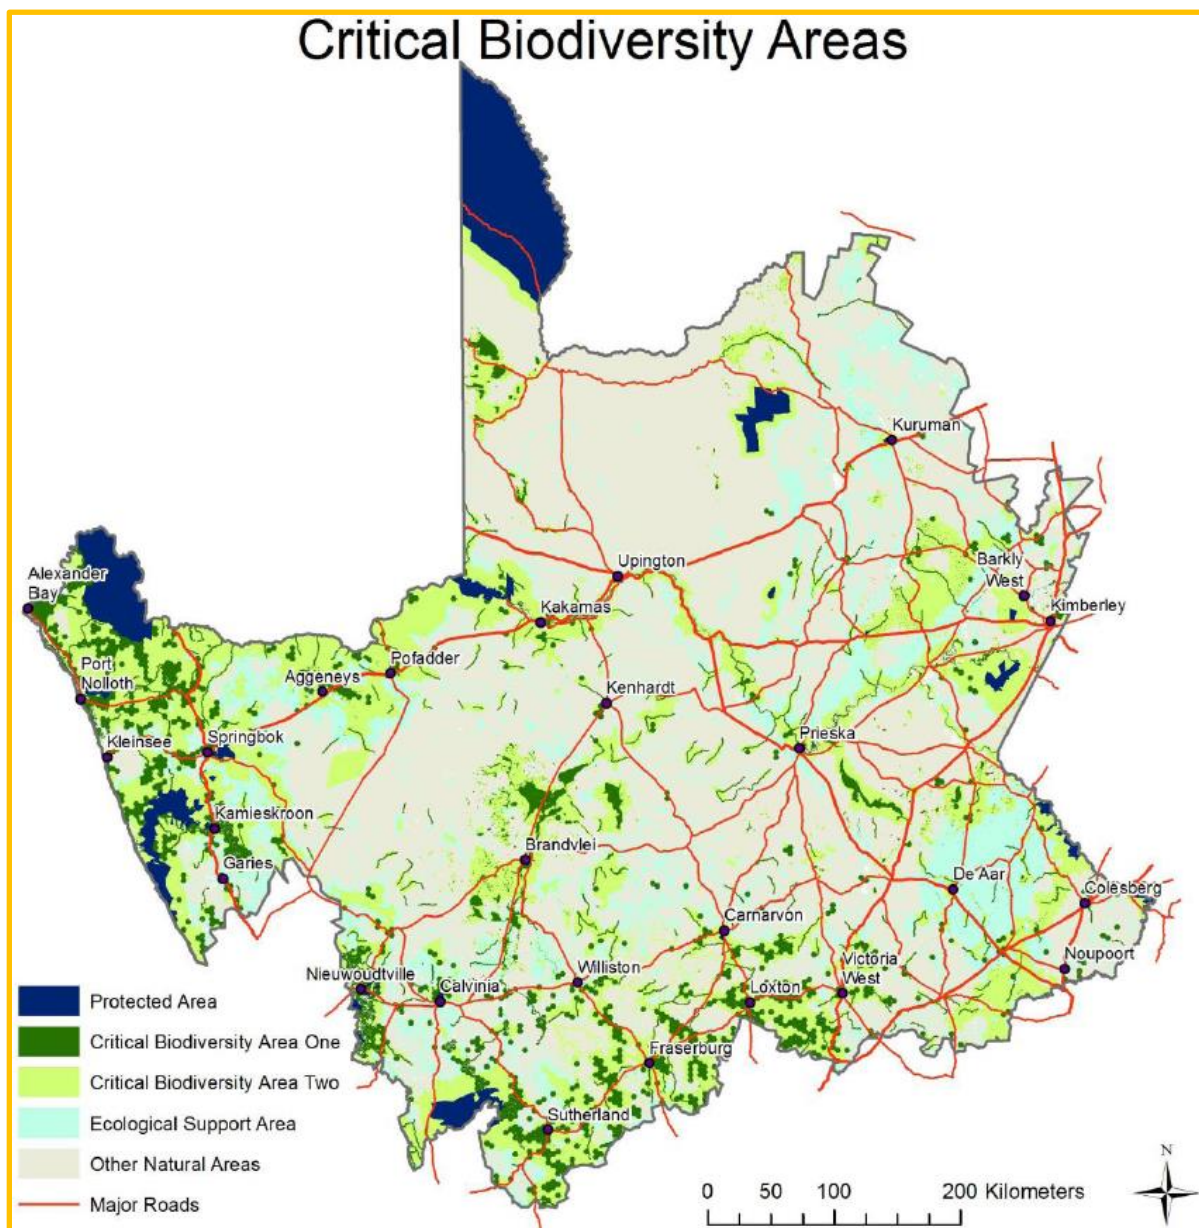 Critical Biodiversity Areas
Kuruman
Alexander
Bay
Upington
Barkly
West
Kakamas
Kimberley
Port
Nolloth
Aggeneys
Pofadder
Kenhardt
Kleinsee
Springbok
Prieska
Kamieskroon
Brandvlei
Garies
De Aar
Colesberg
Carnarvon
Nieuwoudtville
Calvinia
Williston
Victoria
West
Noupoort
Loxton
Fraserburg
Sutherland
Protected Area
Critical Biodiversity Area One
Critical Biodiversity Area Two
Ecological Support Area
Other Natural Areas
Major Roads
0 50 100 200 Kilometers
N